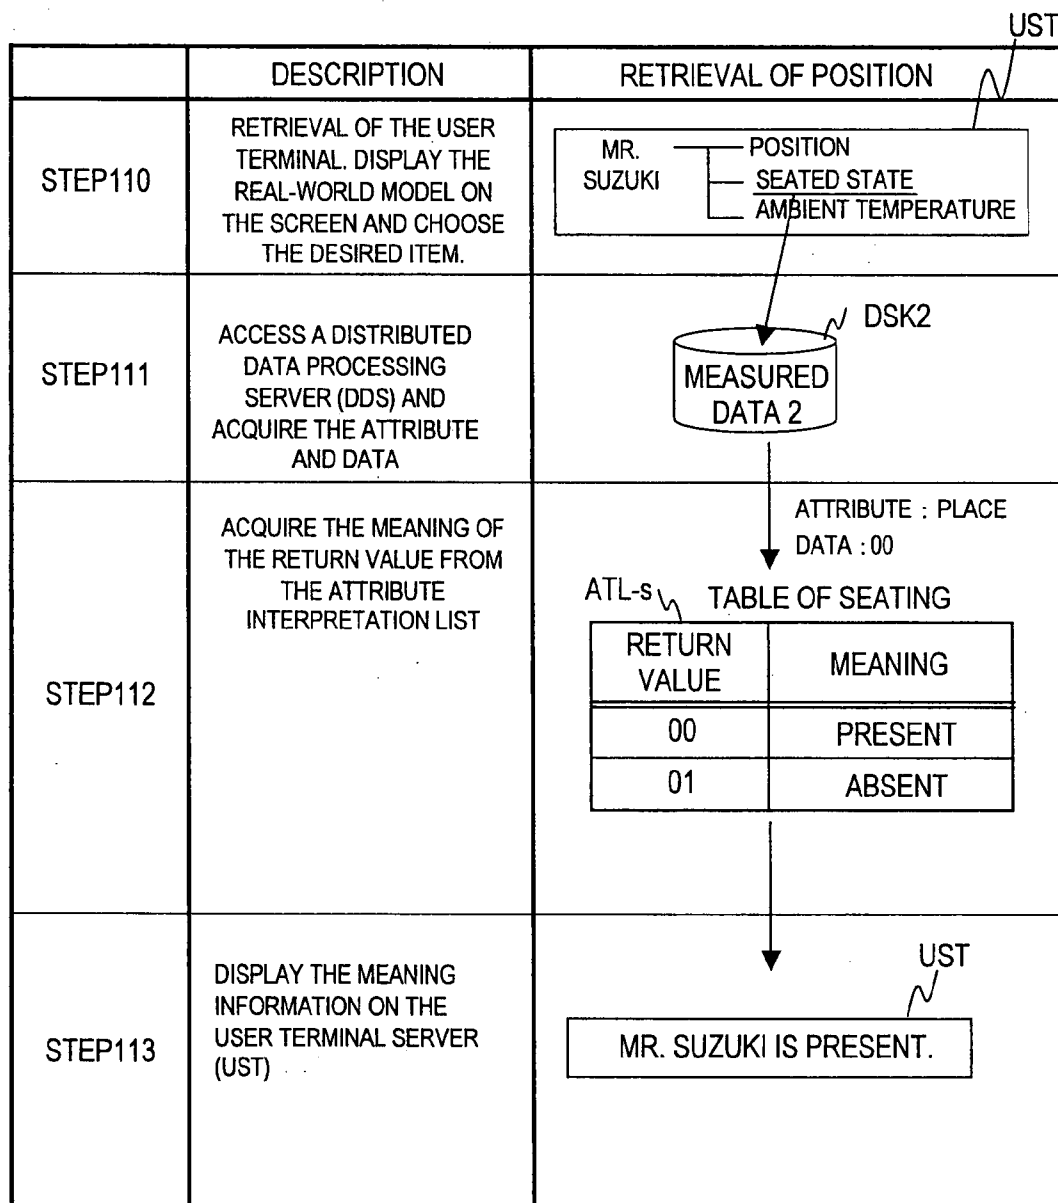 UST
DESCRIPTION
RETRIEVAL OF POSITION
STEP110
RETRIEVAL OF THE USER
TERMINAL. DISPLAY THE
REAL-WORLD MODEL ON
THE SCREEN AND CHOOSE
THE DESIRED ITEM.
MR.
SUZUKI
POSITION
SEATED STATE
AMBIENT TEMPERATURE
STEP111
ACCESS A DISTRIBUTED
DATA PROCESSING
SERVER (DDS) AND
ACQUIRE THE ATTRIBUTE
AND DATA
DSK2
MEASURED
DATA 2
STEP112
ACQUIRE THE MEANING OF
THE RETURN VALUE FROM
THE ATTRIBUTE
INTERPRETATION LIST
ATTRIBUTE : PLACE
DATA : 00
ATL-s
TABLE OF SEATING
RETURN
VALUE
MEANING
00
PRESENT
01
ABSENT
STEP113
DISPLAY THE MEANING
INFORMATION ON THE
USER TERMINAL SERVER
(UST)
UST
MR. SUZUKI IS PRESENT.